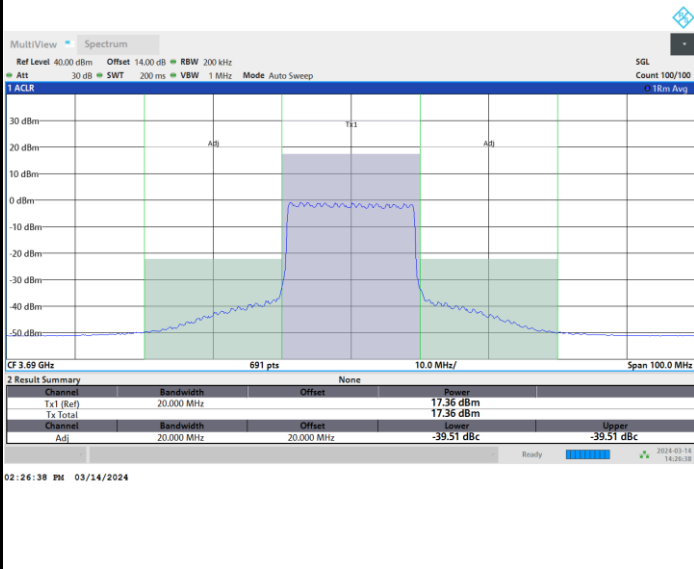 MultiView Spectrum
Ref Level 40.00 dBm Offset 14.00 dB RBW 200 kHz SGL
Att 30 dB SWT 200 ms VBW 1 MHz Mode Auto Sweep Count 100/100
1 ACLR 1Rm Avg
30 dBm
Tx1
20 dBm
Adj Adj
10 dBm
0 dBm
-10 dBm
-20 dBm
-30 dBm
-40 dBm
-50 dBm
CF 3.69 GHz 691 pts 10.0 MHz/ Span 100.0 MHz
2 Result Summary None
Channel Bandwidth Offset Power
Tx1 (Ref) 20.000 MHz 17.36 dBm
Tx Total 17.36 dBm
Channel Bandwidth Offset Lower Upper
Adj 20.000 MHz 20.000 MHz -39.51 dBc -39.51 dBc
Ready 2024-03-14
14:26:38
02:26:38 PM 03/14/2024